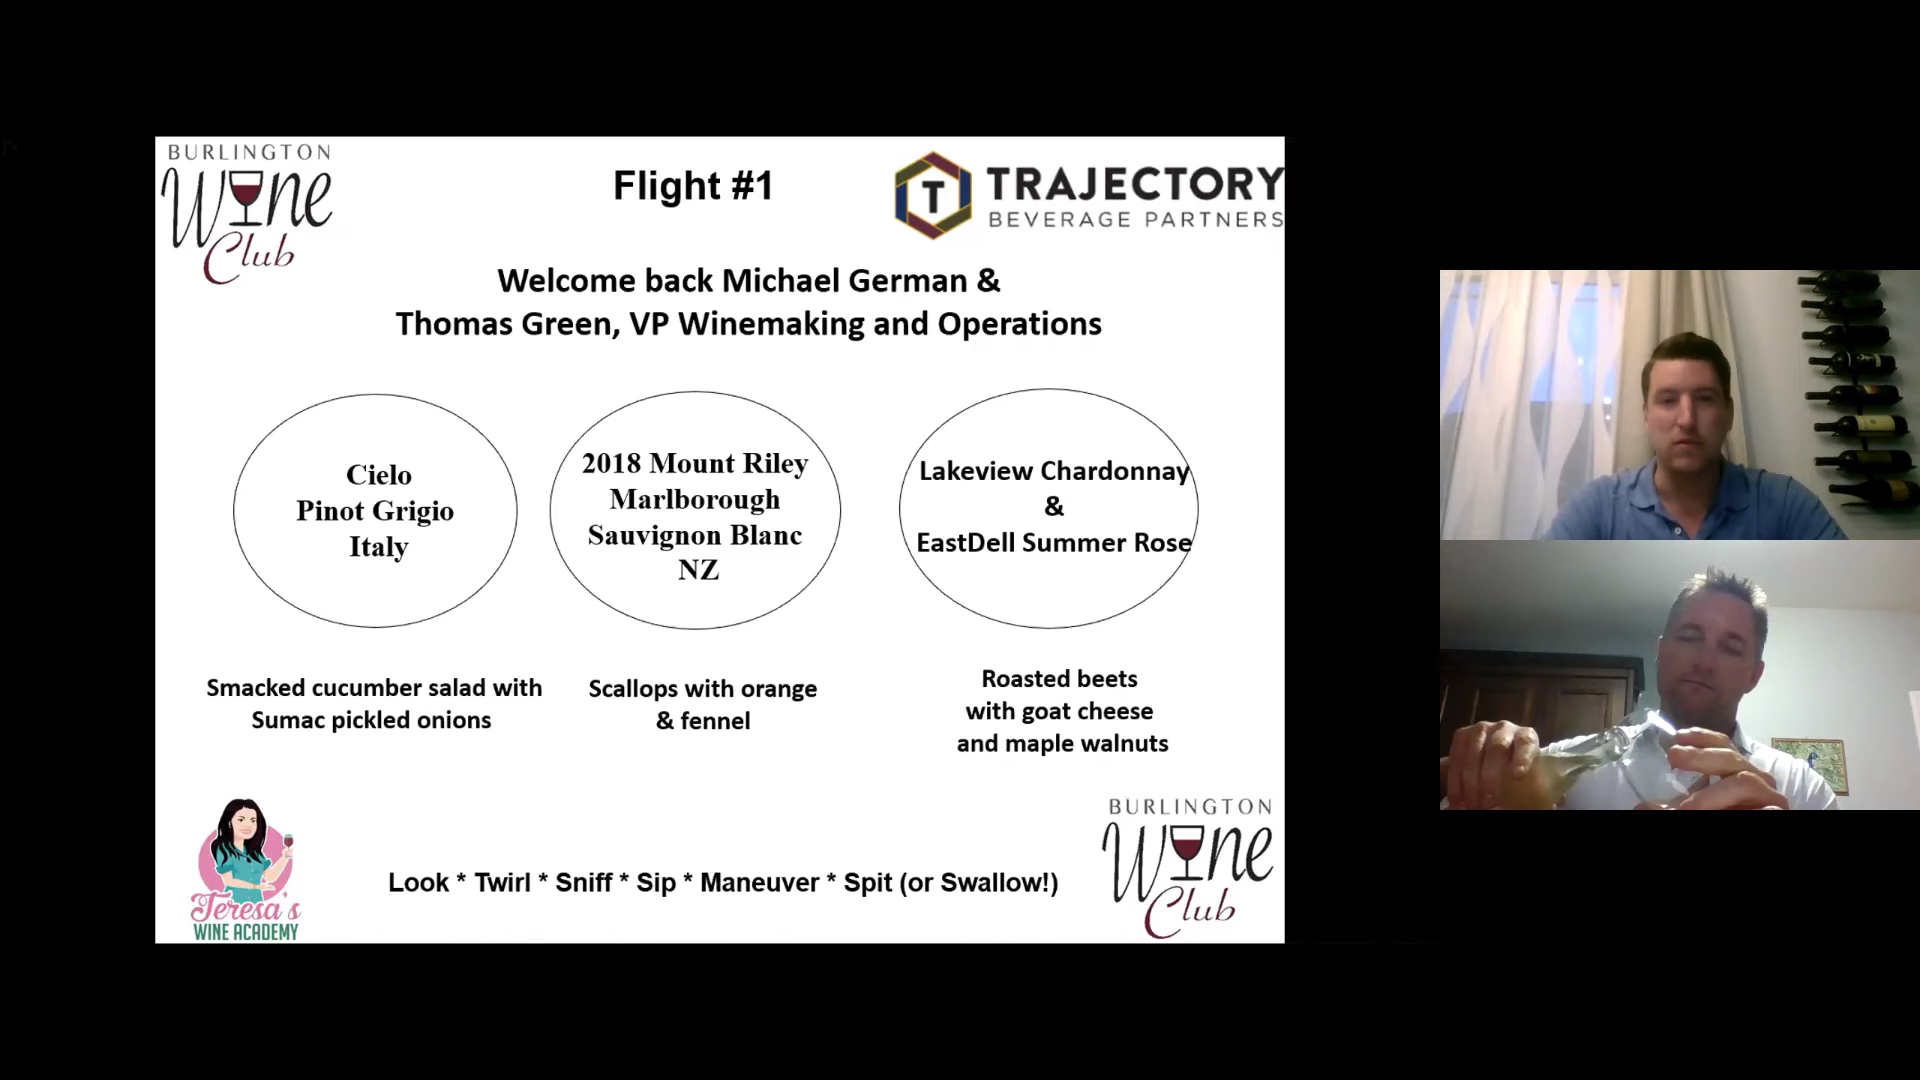 BURLINGTON
Wine
Club
Flight #1
T
TRAJECTORY
BEVERAGE PARTNERS
Welcome back Michael German &
Thomas Green, VP Winemaking and Operations
Cielo
Pinot Grigio
Italy
2018 Mount Riley
Marlborough
Sauvignon Blanc
NZ
Lakeview Chardonnay
&
EastDell Summer Rose
Smacked cucumber salad with
Sumac pickled onions
Scallops with orange
& fennel
Roasted beets
with goat cheese
and maple walnuts
Teresa's
WINE ACADEMY
Look * Twirl * Sniff * Sip * Maneuver * Spit (or Swallow!)
BURLINGTON
Wine
Club